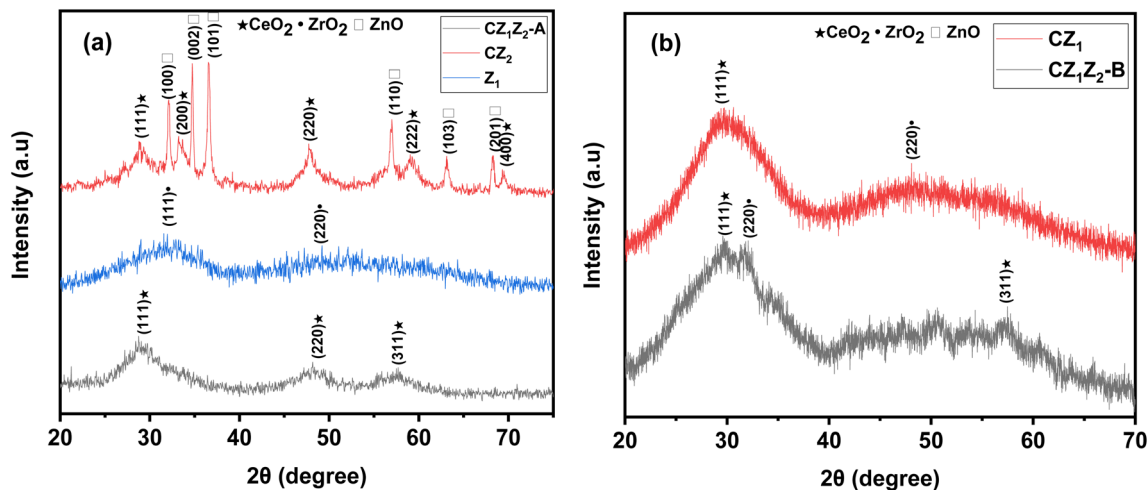 (a)
★CeO₂ • ZrO₂ □ ZnO
CZ₁Z₂-A
CZ₂
Z₁
(111)★
(100)□
(200)★
(002)□
(101)□
(220)★
(110)□
(222)★
(103)□
(201)□
(400)★
(111)•
(220)•
(111)★
(220)★
(311)★
Intensity (a.u)
20 30 40 50 60 70
2θ (degree)
(b)
★CeO₂ • ZrO₂ □ ZnO
CZ₁
CZ₁Z₂-B
(111)★
(220)•
(111)★
(220)•
(311)★
Intensity (a.u)
20 30 40 50 60 70
2θ (degree)